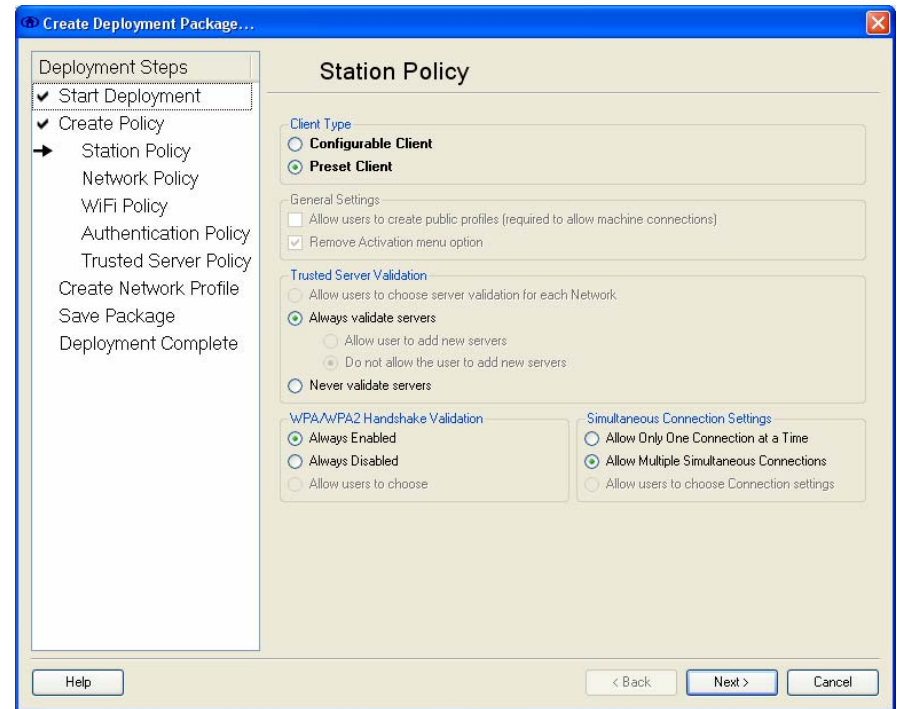 Create Deployment Package...
Deployment Steps
Start Deployment
Create Policy
Station Policy
Network Policy
WiFi Policy
Authentication Policy
Trusted Server Policy
Create Network Profile
Save Package
Deployment Complete
Station Policy
Client Type
Configurable Client
Preset Client
General Settings
Allow users to create public profiles (required to allow machine connections)
Remove Activation menu option
Trusted Server Validation
Allow users to choose server validation for each Network
Always validate servers
Allow user to add new servers
Do not allow the user to add new servers
Never validate servers
WPA/WPA2 Handshake Validation
Always Enabled
Always Disabled
Allow users to choose
Simultaneous Connection Settings
Allow Only One Connection at a Time
Allow Multiple Simultaneous Connections
Allow users to choose Connection settings
Help
< Back
Next >
Cancel